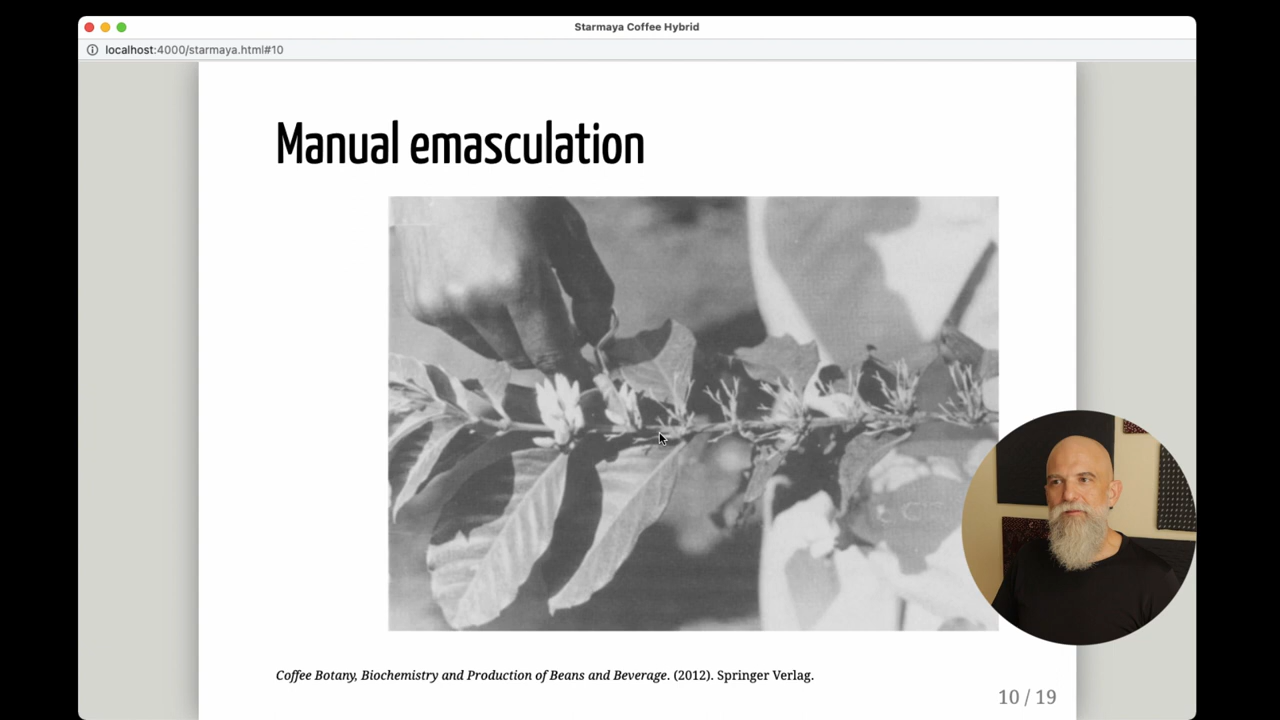 Starmaya Coffee Hybrid
localhost:4000/starmaya.html#10
Manual emasculation
Coffee Botany, Biochemistry and Production of Beans and Beverage. (2012). Springer Verlag.
10 / 19